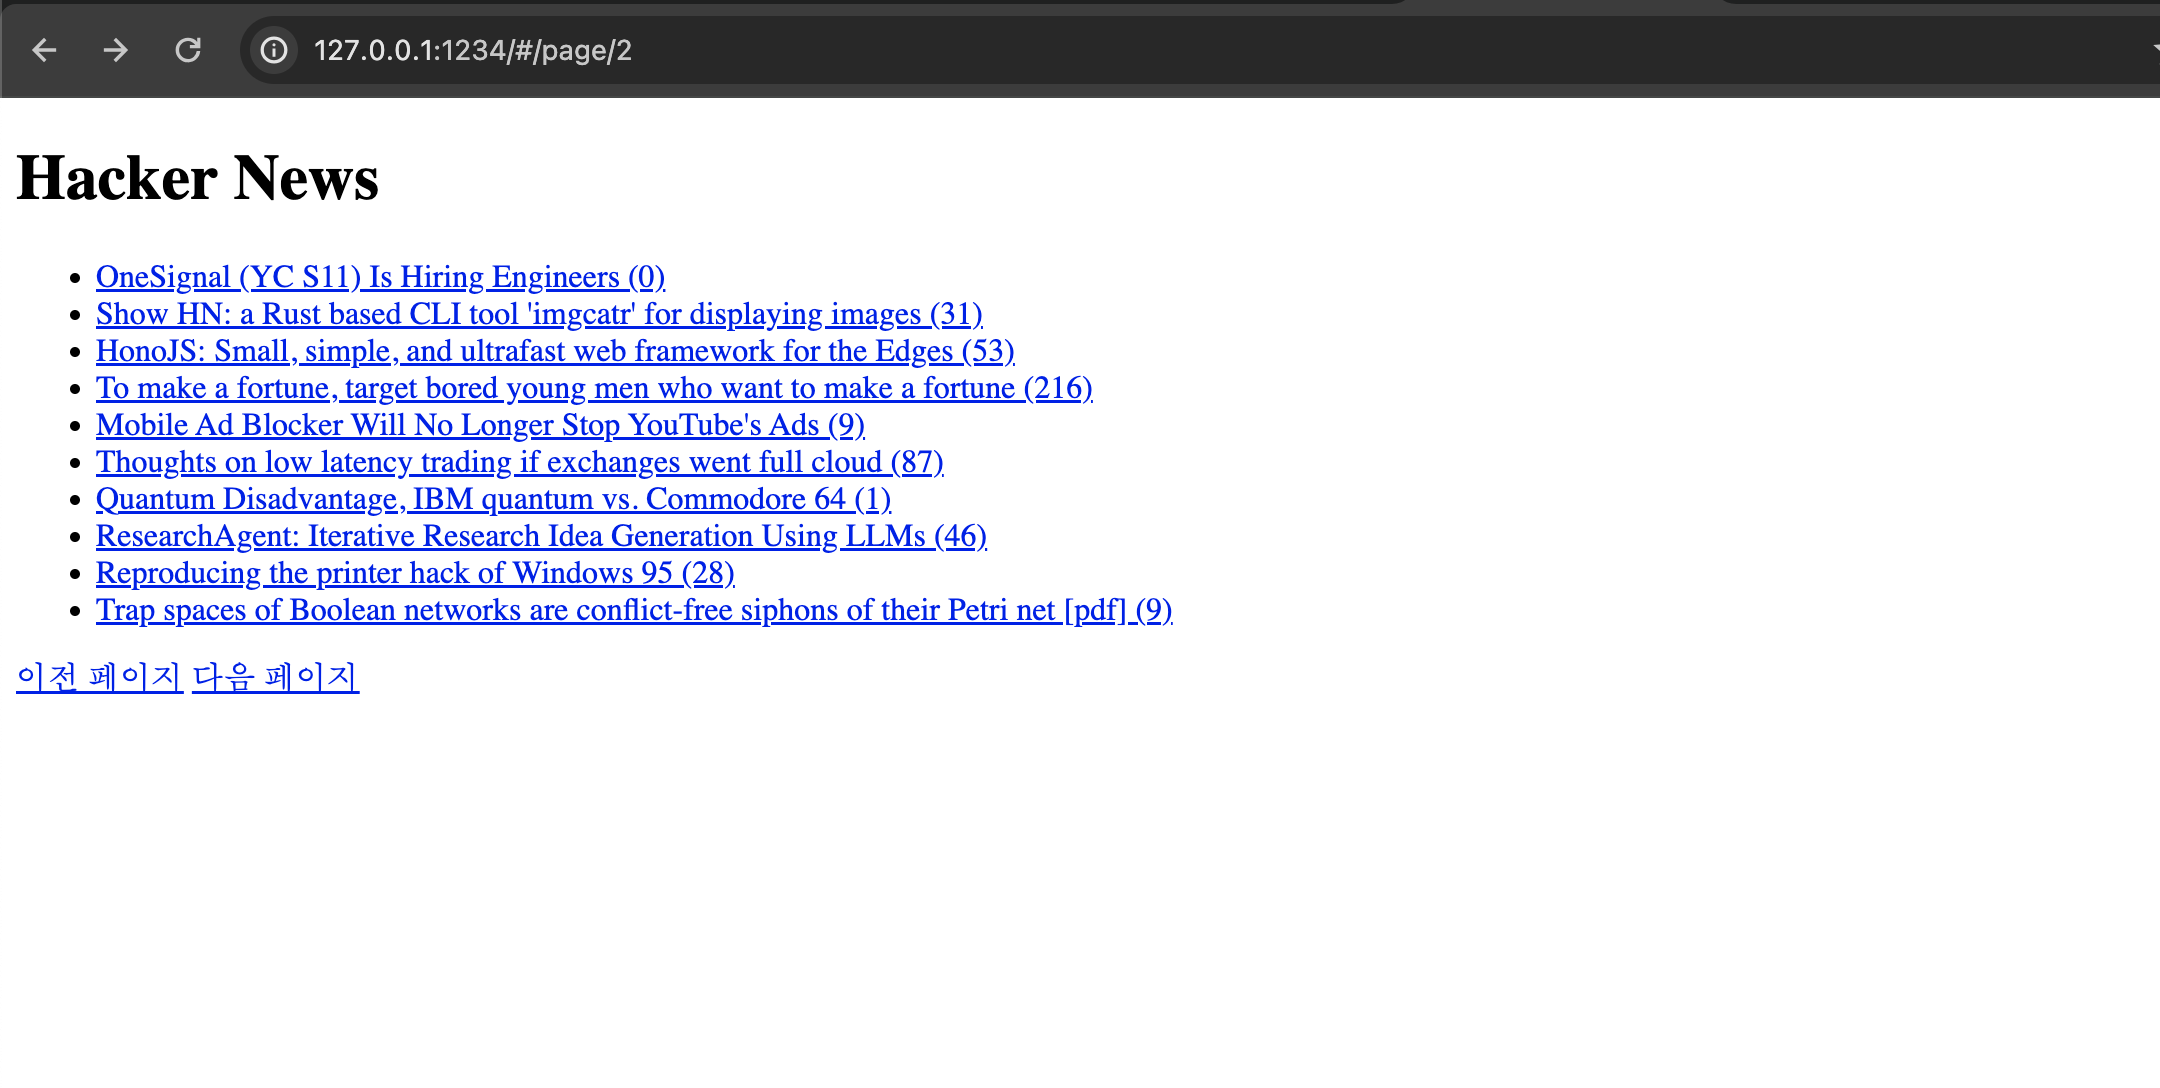 127.0.0.1:1234/#/page/2
Hacker News
OneSignal (YC S11) Is Hiring Engineers (0)
Show HN: a Rust based CLI tool 'imgcatr' for displaying images (31)
HonoJS: Small, simple, and ultrafast web framework for the Edges (53)
To make a fortune, target bored young men who want to make a fortune (216)
Mobile Ad Blocker Will No Longer Stop YouTube's Ads (9)
Thoughts on low latency trading if exchanges went full cloud (87)
Quantum Disadvantage, IBM quantum vs. Commodore 64 (1)
ResearchAgent: Iterative Research Idea Generation Using LLMs (46)
Reproducing the printer hack of Windows 95 (28)
Trap spaces of Boolean networks are conflict-free siphons of their Petri net [pdf] (9)
이전 페이지 다음 페이지